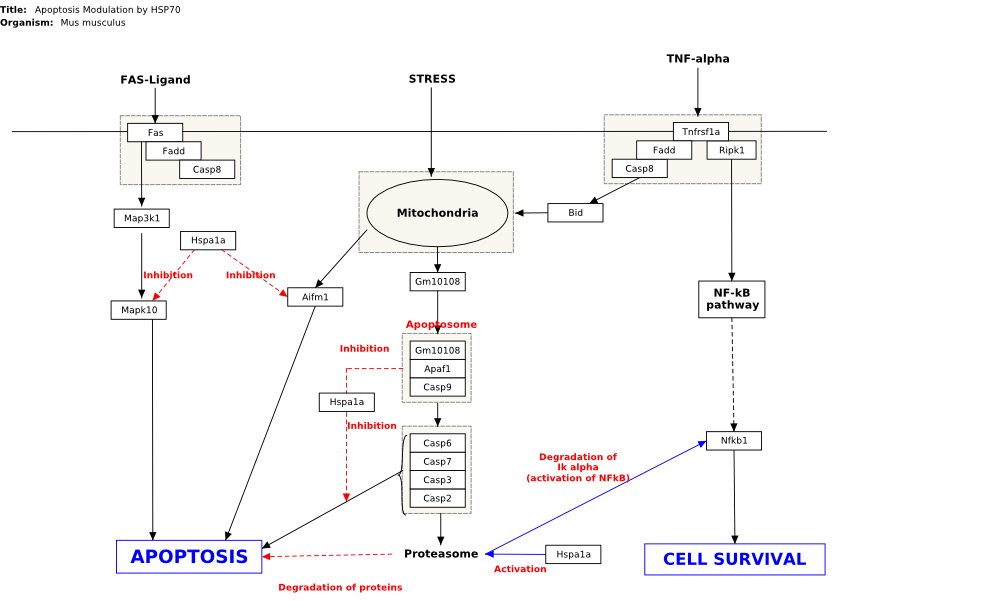 Title: Apoptosis Modulation by HSP70
Organism: Mus musculus
TNF-alpha
FAS-Ligand
STRESS
Fas
Tnfrsf1a
Fadd
Fadd
Ripk1
Casp8
Casp8
Mitochondria
Bid
Map3k1
Hspa1a
Inhibition
Inhibition
Gm10108
Aifm1
NF-kB
pathway
Mapk10
Apoptosome
Inhibition
Gm10108
Apaf1
Casp9
Hspa1a
Inhibition
Casp6
Nfkb1
Casp7
Degradation of
Ik alpha
(activation of NFkB)
Casp3
Casp2
APOPTOSIS
Proteasome
Hspa1a
CELL SURVIVAL
Activation
Degradation of proteins